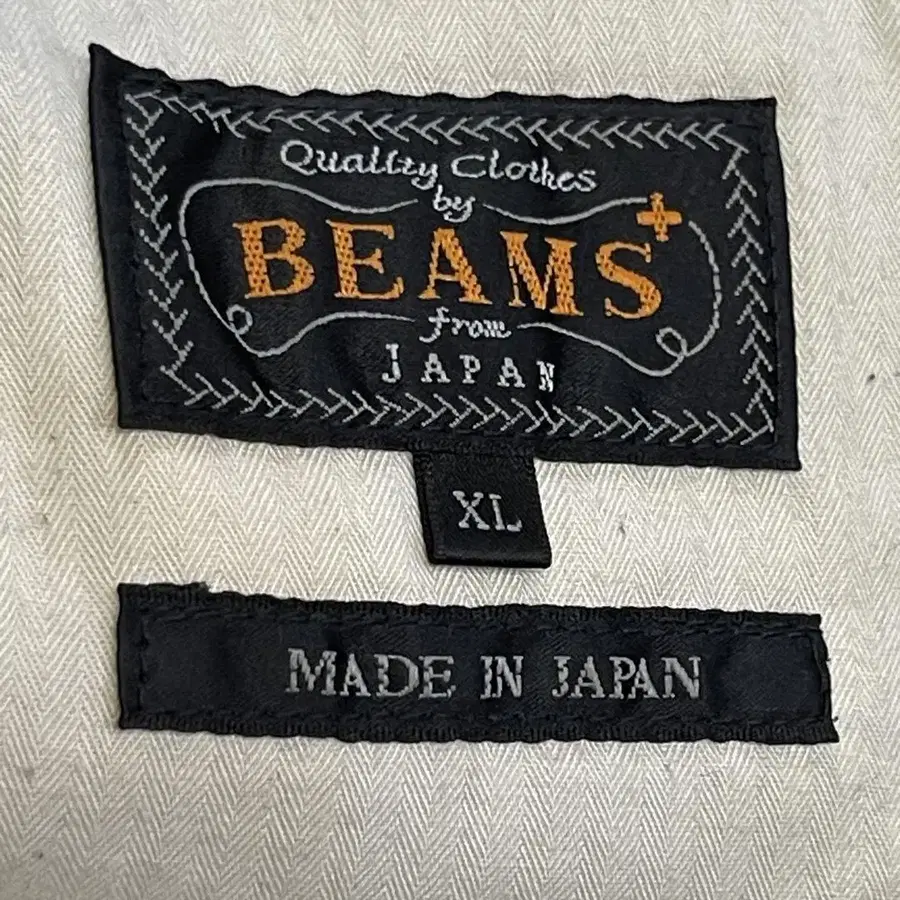 Quality Clothes
by
BEAMS+
from
JAPAN
XL
MADE IN JAPAN